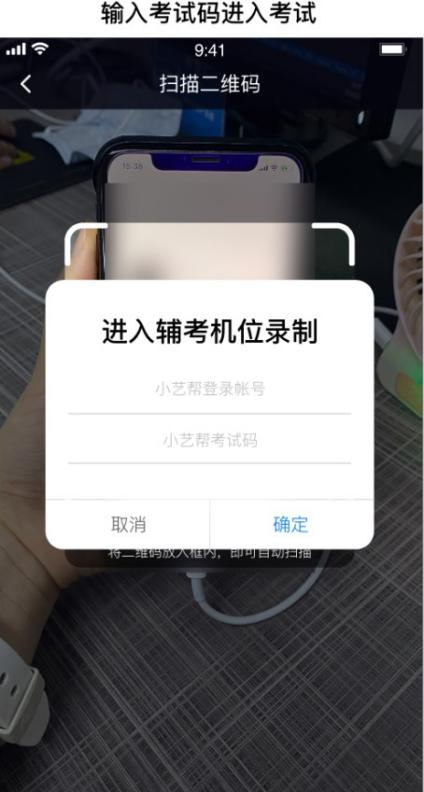 输入考试码进入考试
9:41
扫描二维码
15:38
进入辅考机位录制
小艺帮登录帐号
小艺帮考试码
取消
确定
将二维码放入框内，即可自动扫描